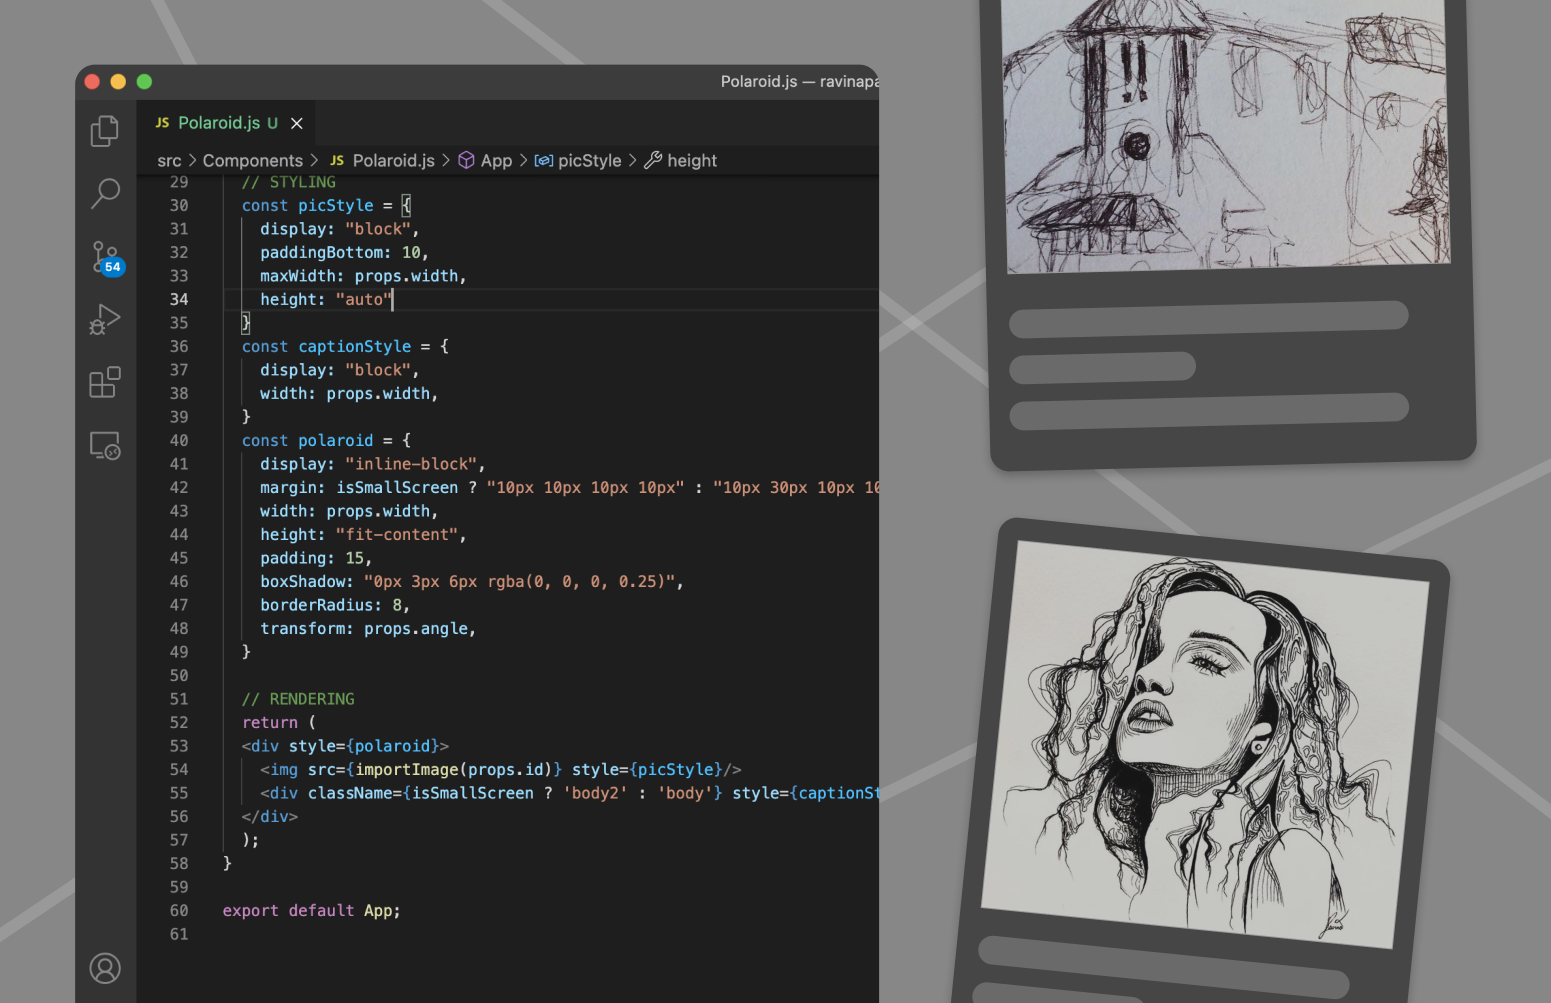 Polaroid.js — ravinapa
JS Polaroid.js U
src > Components > JS Polaroid.js > App > picStyle > height
54
29 // STYLING
30 const picStyle = {
31 display: "block",
32 paddingBottom: 10,
33 maxWidth: props.width,
34 height: "auto"
35 }
36 const captionStyle = {
37 display: "block",
38 width: props.width,
39 }
40 const polaroid = {
41 display: "inline-block",
42 margin: isSmallScreen ? "10px 10px 10px 10px" : "10px 30px 10px 10
43 width: props.width,
44 height: "fit-content",
45 padding: 15,
46 boxShadow: "0px 3px 6px rgba(0, 0, 0, 0.25)",
47 borderRadius: 8,
48 transform: props.angle,
49 }
50
51 // RENDERING
52 return (
53 <div style={polaroid}>
54 <img src={importImage(props.id)} style={picStyle}/>
55 <div className={isSmallScreen ? 'body2' : 'body'} style={captionSt
56 </div>
57 );
58 }
59
60 export default App;
61